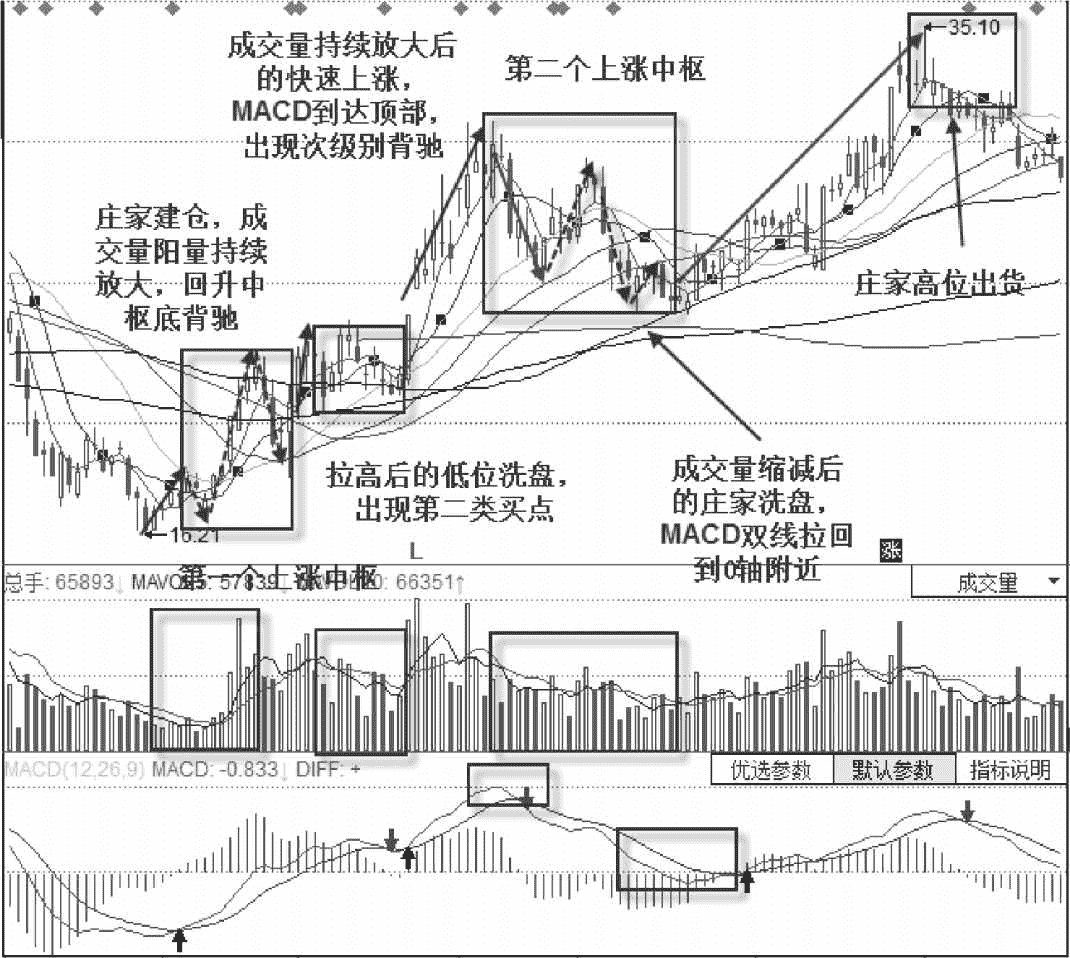 成交量持续放大后
的快速上涨，
MACD到达顶部，
出现次级别背驰
第二个上涨中枢
35.10
庄家建仓，成
交量阳量持续
放大，回升中
枢底背驰
庄家高位出货
拉高后的低位洗盘，
出现第二类买点
成交量缩减后
的庄家洗盘，
MACD双线拉回
到0轴附近
16.21
L
涨
第一个上涨中枢
总手: 65893↓ MAVOL5: 57839↓ 66351↑
成交量
MACD(12,26,9) MACD: -0.833↓ DIFF: +
优选参数 默认参数 指标说明